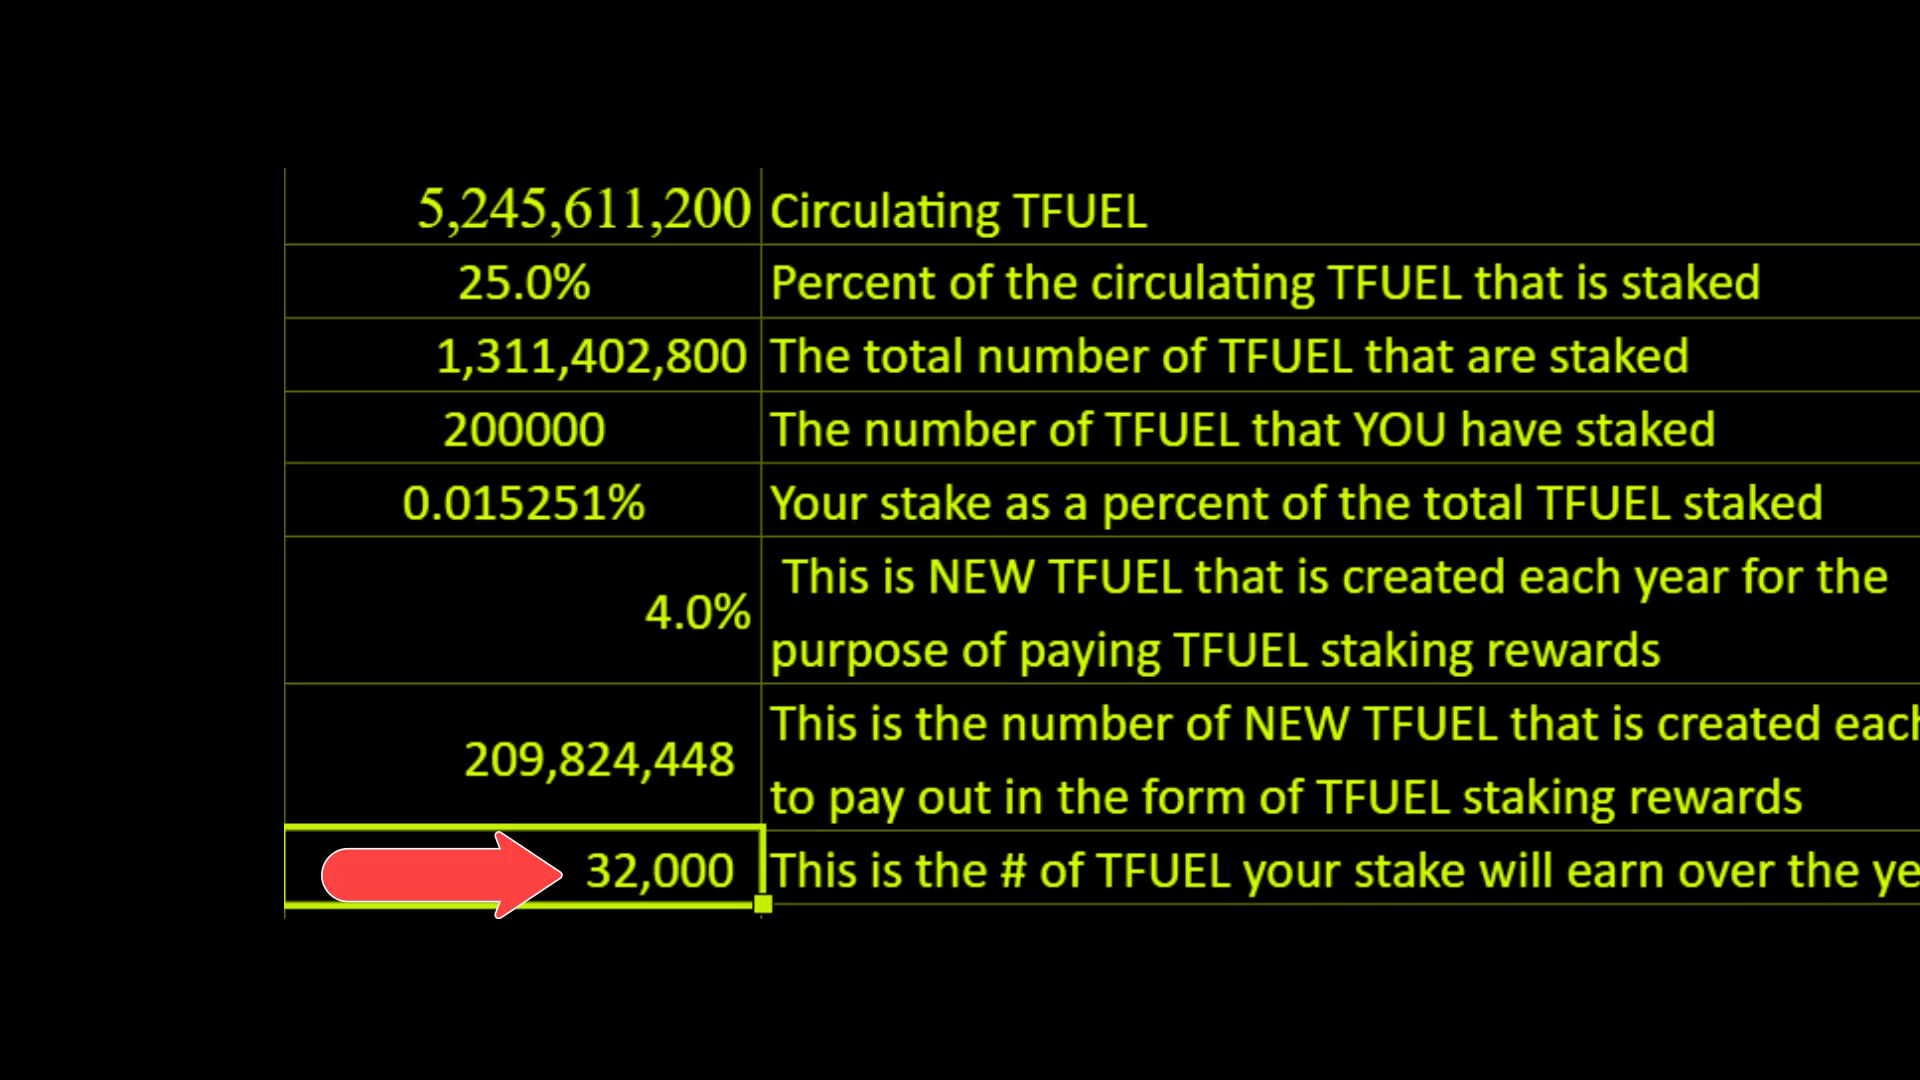 5,245,611,200 Circulating TFUEL
25.0% Percent of the circulating TFUEL that is staked
1,311,402,800 The total number of TFUEL that are staked
200000 The number of TFUEL that YOU have staked
0.015251% Your stake as a percent of the total TFUEL staked
4.0% This is NEW TFUEL that is created each year for the
purpose of paying TFUEL staking rewards
209,824,448 This is the number of NEW TFUEL that is created each
to pay out in the form of TFUEL staking rewards
32,000 This is the # of TFUEL your stake will earn over the ye